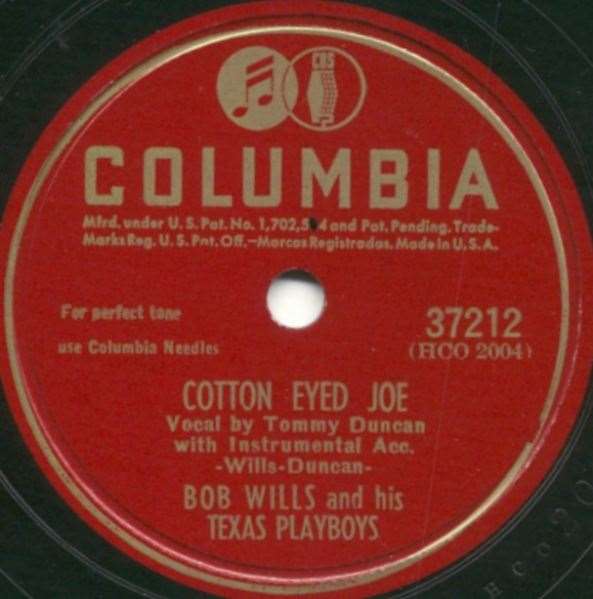 CBS
COLUMBIA
Mfrd. under U.S. Pat. No. 1,702, and Pat. Pending. Trade-
Marks Reg. U.S. Pat. Off.—Marcas Registradas. Made in U.S.A.
For perfect tone
use Columbia Needles
37212
(HCO 2004)
COTTON EYED JOE
Vocal by Tommy Duncan
with Instrumental Acc.
-Wills-Duncan-
BOB WILLS and his
TEXAS PLAYBOYS